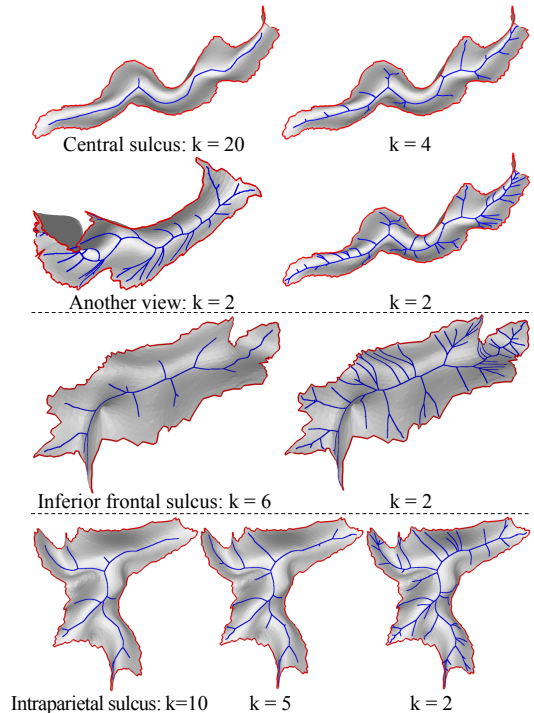 Central sulcus: k = 20
k = 4
Another view: k = 2
k = 2
Inferior frontal sulcus: k = 6
k = 2
Intraparietal sulcus: k=10
k = 5
k = 2